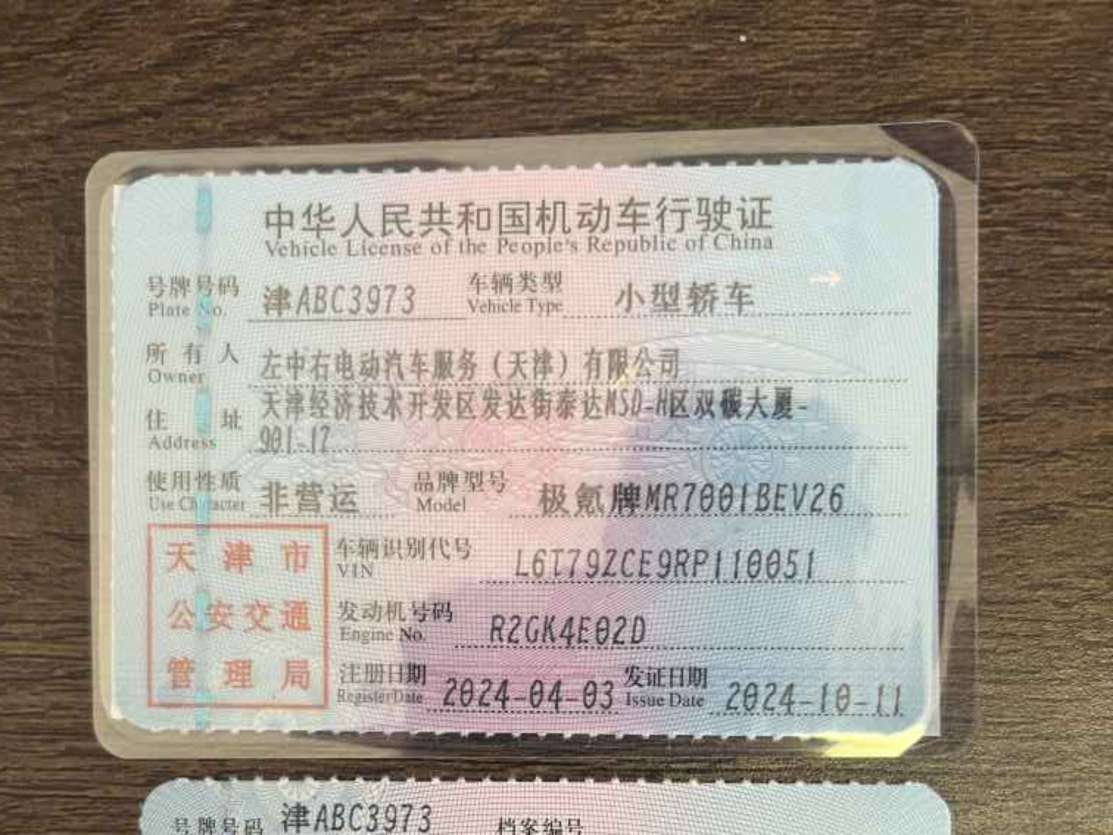 中华人民共和国机动车行驶证
Vehicle License of the People's Republic of China
号牌号码 津ABC3973 车辆类型 小型轿车
Plate No. Vehicle Type
所有人 左中右电动汽车服务（天津）有限公司
Owner
住址 天津经济技术开发区发达街泰达MSD-H区双碳大厦-
Address 901-17
使用性质 非营运 品牌型号 极氪牌MR7001BEV26
Use Character Model
天津市
公安交通
管理局
车辆识别代号 L6T79ZCE9RP110051
VIN
发动机号码 R2GK4E02D
Engine No.
注册日期 2024-04-03 发证日期 2024-10-11
Register Date Issue Date
号牌号码 津ABC3973 档案编号